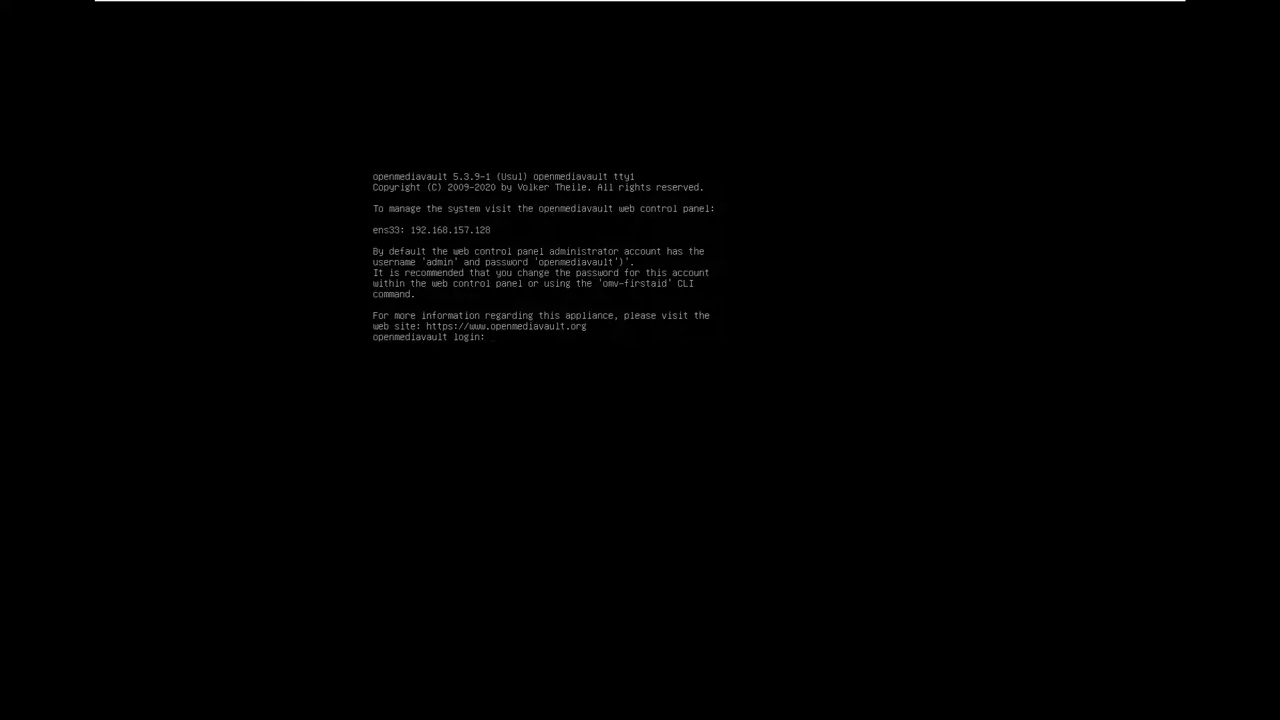 openmediavault 5.3.9-1 (Usul) openmediavault tty1
Copyright (C) 2009-2020 by Volker Theile. All rights reserved.
To manage the system visit the openmediavault web control panel:
ens33: 192.168.157.128
By default the web control panel administrator account has the
username 'admin' and password 'openmediavault')'.
It is recommended that you change the password for this account
within the web control panel or using the 'omv-firstaid' CLI
command.
For more information regarding this appliance, please visit the
web site: https://www.openmediavault.org
openmediavault login: